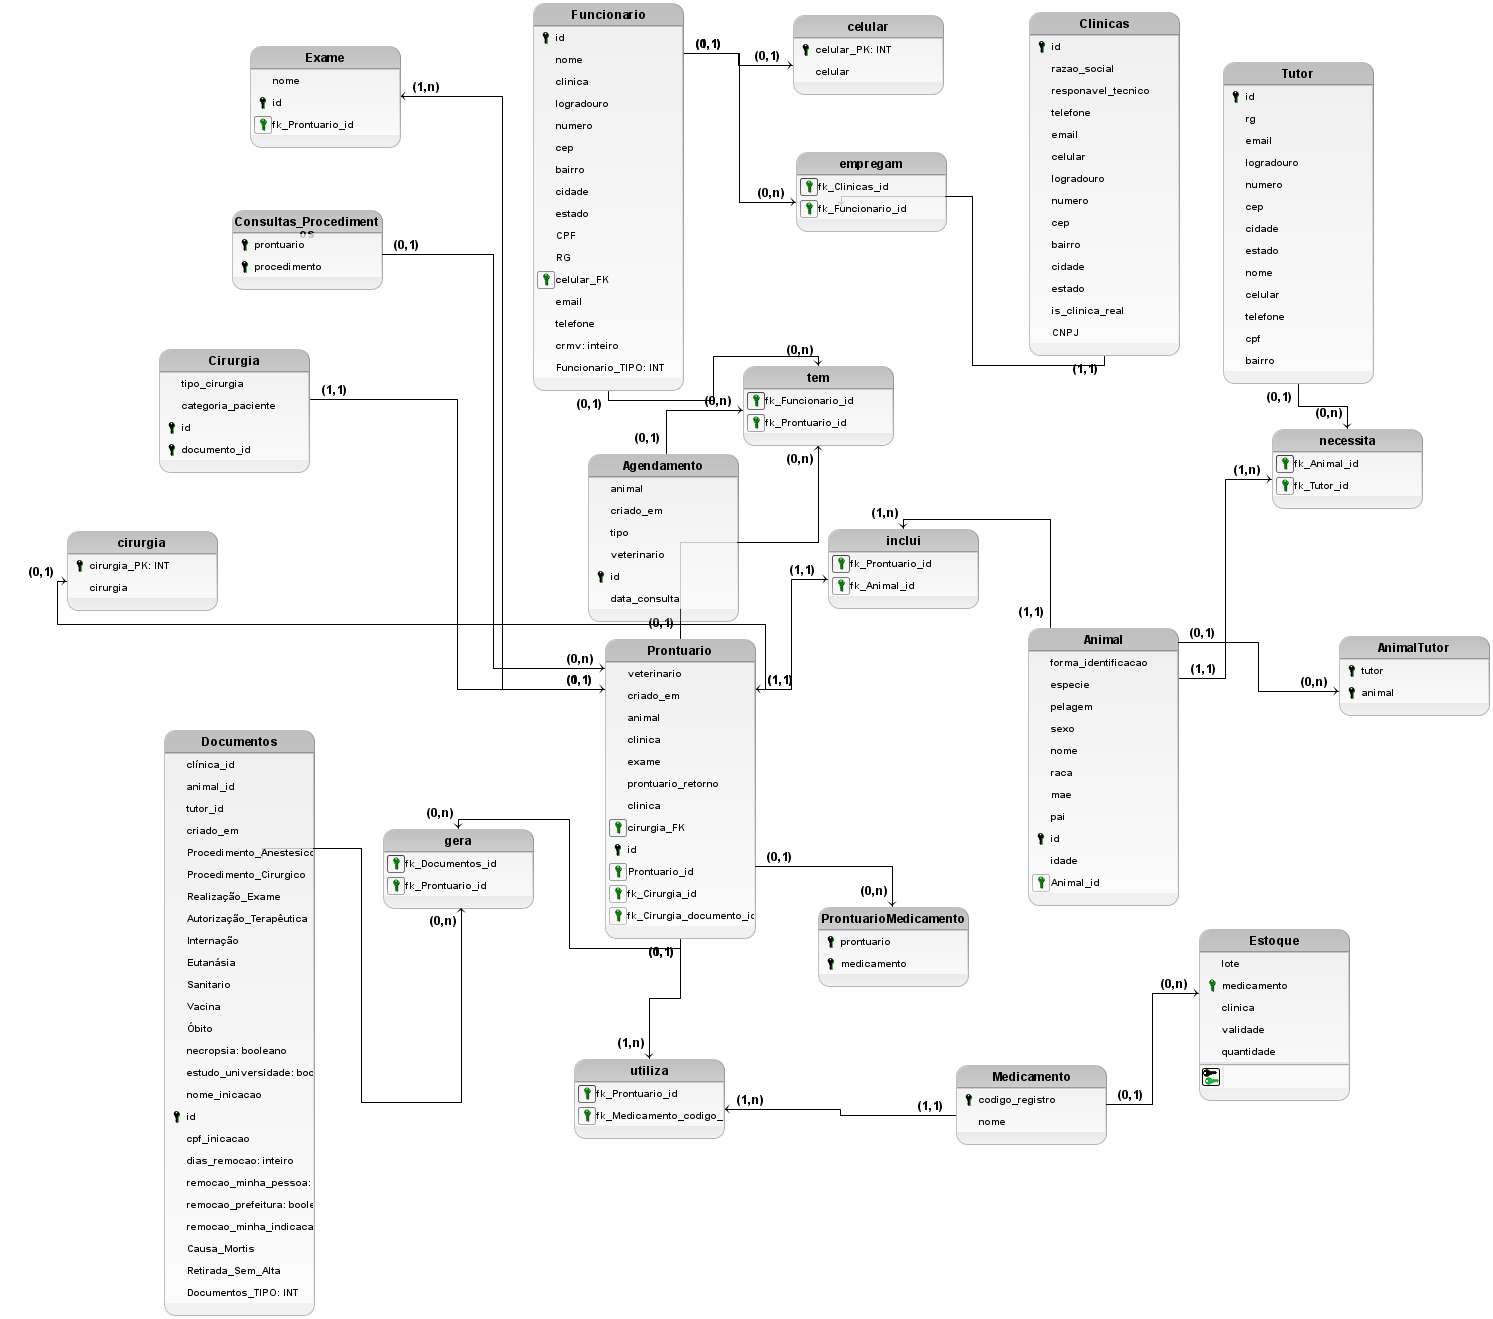 Funcionario
id
nome
clinica
logradouro
numero
cep
bairro
cidade
estado
CPF
RG
celular_FK
email
telefone
crmv: inteiro
Funcionario_TIPO: INT
(0,1)
(0,1)
celular
celular_PK: INT
celular
Clinicas
id
razao_social
responavel_tecnico
telefone
email
celular
logradouro
numero
cep
bairro
cidade
estado
is_clinica_real
CNPJ
(1,1)
Tutor
id
rg
email
logradouro
numero
cep
cidade
estado
nome
celular
telefone
cpf
bairro
(0,1)
(0,n)
Exame
nome
id
fk_Prontuario_id
(1,n)
empregam
fk_Clinicas_id
fk_Funcionario_id
(0,n)
Consultas_Procediment
os
prontuario
procedimento
(0,1)
Cirurgia
tipo_cirurgia
categoria_paciente
id
documento_id
(1,1)
(0,n)
tem
fk_Funcionario_id
fk_Prontuario_id
(0,1)
(0,n)
(0,1)
(0,n)
necessita
fk_Animal_id
fk_Tutor_id
(1,n)
Agendamento
animal
criado_em
tipo
veterinario
id
data_consulta
cirurgia
cirurgia_PK: INT
cirurgia
(0,1)
(1,n)
inclui
fk_Prontuario_id
fk_Animal_id
(1,1)
(1,1)
(0,1)
Prontuario
veterinario
criado_em
animal
clinica
exame
prontuario_retorno
clinica
cirurgia_FK
id
Prontuario_id
fk_Cirurgia_id
fk_Cirurgia_documento_id
(0,n)
(0,1)
(1,1)
Animal
forma_identificacao
especie
pelagem
sexo
nome
raca
mae
pai
id
idade
Animal_id
(0,1)
(1,1)
(0,n)
AnimalTutor
tutor
animal
Documentos
clínica_id
animal_id
tutor_id
criado_em
Procedimento_Anestesico
Procedimento_Cirurgico
Realização_Exame
Autorização_Terapêutica
Internação
Eutanásia
Sanitario
Vacina
Óbito
necropsia: booleano
estudo_universidade: boo
nome_inicacao
id
cpf_inicacao
dias_remocao: inteiro
remocao_minha_pessoa:
remocao_prefeitura: boole
remocao_minha_indicaca
Causa_Mortis
Retirada_Sem_Alta
Documentos_TIPO: INT
(0,n)
gera
fk_Documentos_id
fk_Prontuario_id
(0,n)
(0,1)
(0,1)
(0,n)
ProntuarioMedicamento
prontuario
medicamento
Estoque
lote
medicamento
clinica
validade
quantidade
(0,n)
(1,n)
utiliza
fk_Prontuario_id
fk_Medicamento_codigo_
(1,n)
(1,1)
Medicamento
codigo_registro
nome
(0,1)